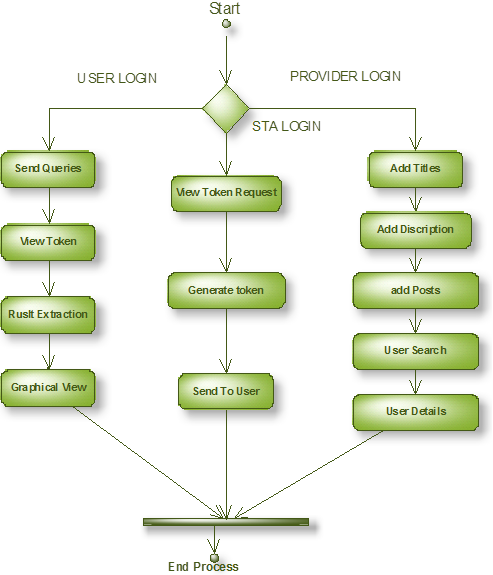 Start
USER LOGIN
PROVIDER LOGIN
STA LOGIN
Send Queries
View Token
Ruslt Extraction
Graphical View
View Token Request
Generate token
Send To User
Add Titles
Add Discription
add Posts
User Search
User Details
End Process